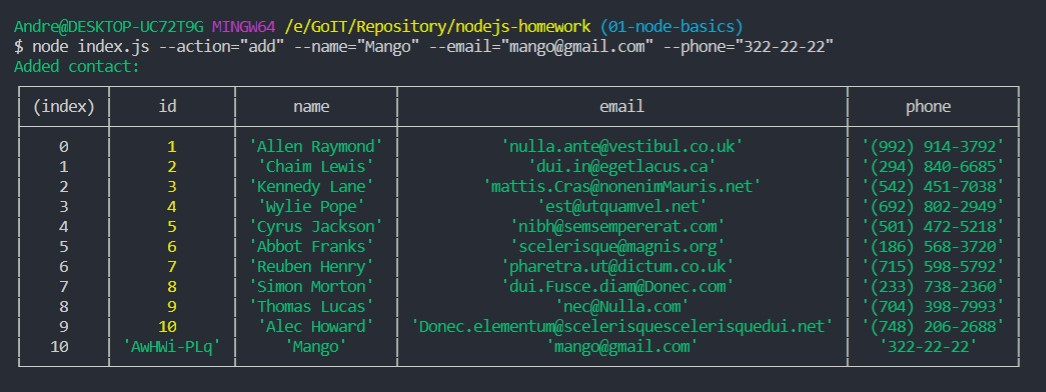 Andre@DESKTOP-UC72T9G MINGW64 /e/GoIT/Repository/nodejs-homework (01-node-basics)
$ node index.js --action="add" --name="Mango" --email="mango@gmail.com" --phone="322-22-22"
Added contact:
(index) id name email phone
0 1 'Allen Raymond' 'nulla.ante@vestibul.co.uk' '(992) 914-3792'
1 2 'Chaim Lewis' 'dui.in@egetlacus.ca' '(294) 840-6685'
2 3 'Kennedy Lane' 'mattis.Cras@nonenimMauris.net' '(542) 451-7038'
3 4 'Wylie Pope' 'est@utquamvel.net' '(692) 802-2949'
4 5 'Cyrus Jackson' 'nibh@semsempererat.com' '(501) 472-5218'
5 6 'Abbot Franks' 'scelerisque@magnis.org' '(186) 568-3720'
6 7 'Reuben Henry' 'pharetra.ut@dictum.co.uk' '(715) 598-5792'
7 8 'Simon Morton' 'dui.Fusce.diam@Donec.com' '(233) 738-2360'
8 9 'Thomas Lucas' 'nec@Nulla.com' '(704) 398-7993'
9 10 'Alec Howard' 'Donec.elementum@scelerisquescelerisquedui.net' '(748) 206-2688'
10 'AwHWi-PLq' 'Mango' 'mango@gmail.com' '322-22-22'